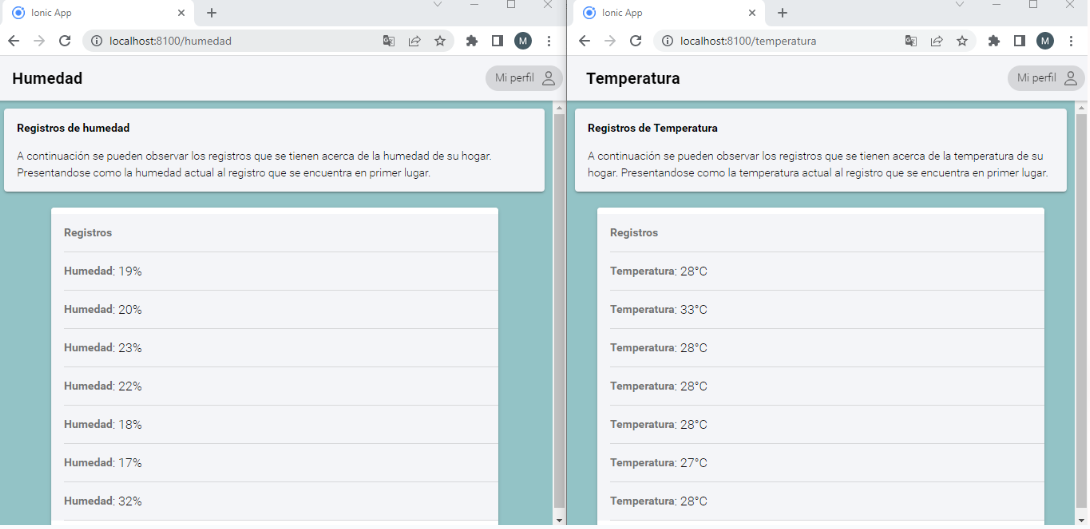 Ionic App
localhost:8100/humedad
Humedad
Mi perfil
Registros de humedad
A continuación se pueden observar los registros que se tienen acerca de la humedad de su hogar.
Presentandose como la humedad actual al registro que se encuentra en primer lugar.
Registros
Humedad: 19%
Humedad: 20%
Humedad: 23%
Humedad: 22%
Humedad: 18%
Humedad: 17%
Humedad: 32%
Ionic App
localhost:8100/temperatura
M
Temperatura
Mi perfil
Registros de Temperatura
A continuación se pueden observar los registros que se tienen acerca de la temperatura de su
hogar. Presentandose como la temperatura actual al registro que se encuentra en primer lugar.
Registros
Temperatura: 28°C
Temperatura: 33°C
Temperatura: 28°C
Temperatura: 28°C
Temperatura: 28°C
Temperatura: 27°C
Temperatura: 28°C